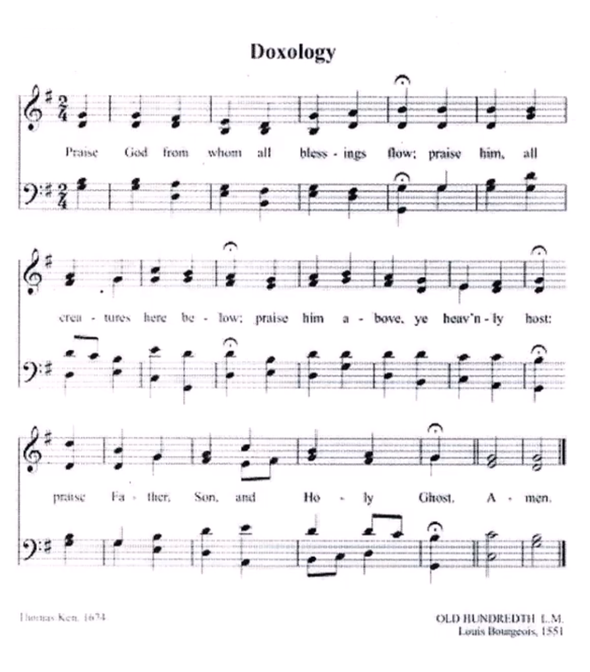 Doxology
Praise God from whom all bless - ings flow; praise him, all
crea - tures here be - low; praise him a - bove, ye heav'n - ly host:
praise Fa - ther, Son, and Ho - ly Ghost. A - men.
Thomas Ken, 1674
OLD HUNDREDTH L.M.
Louis Bourgeois, 1551